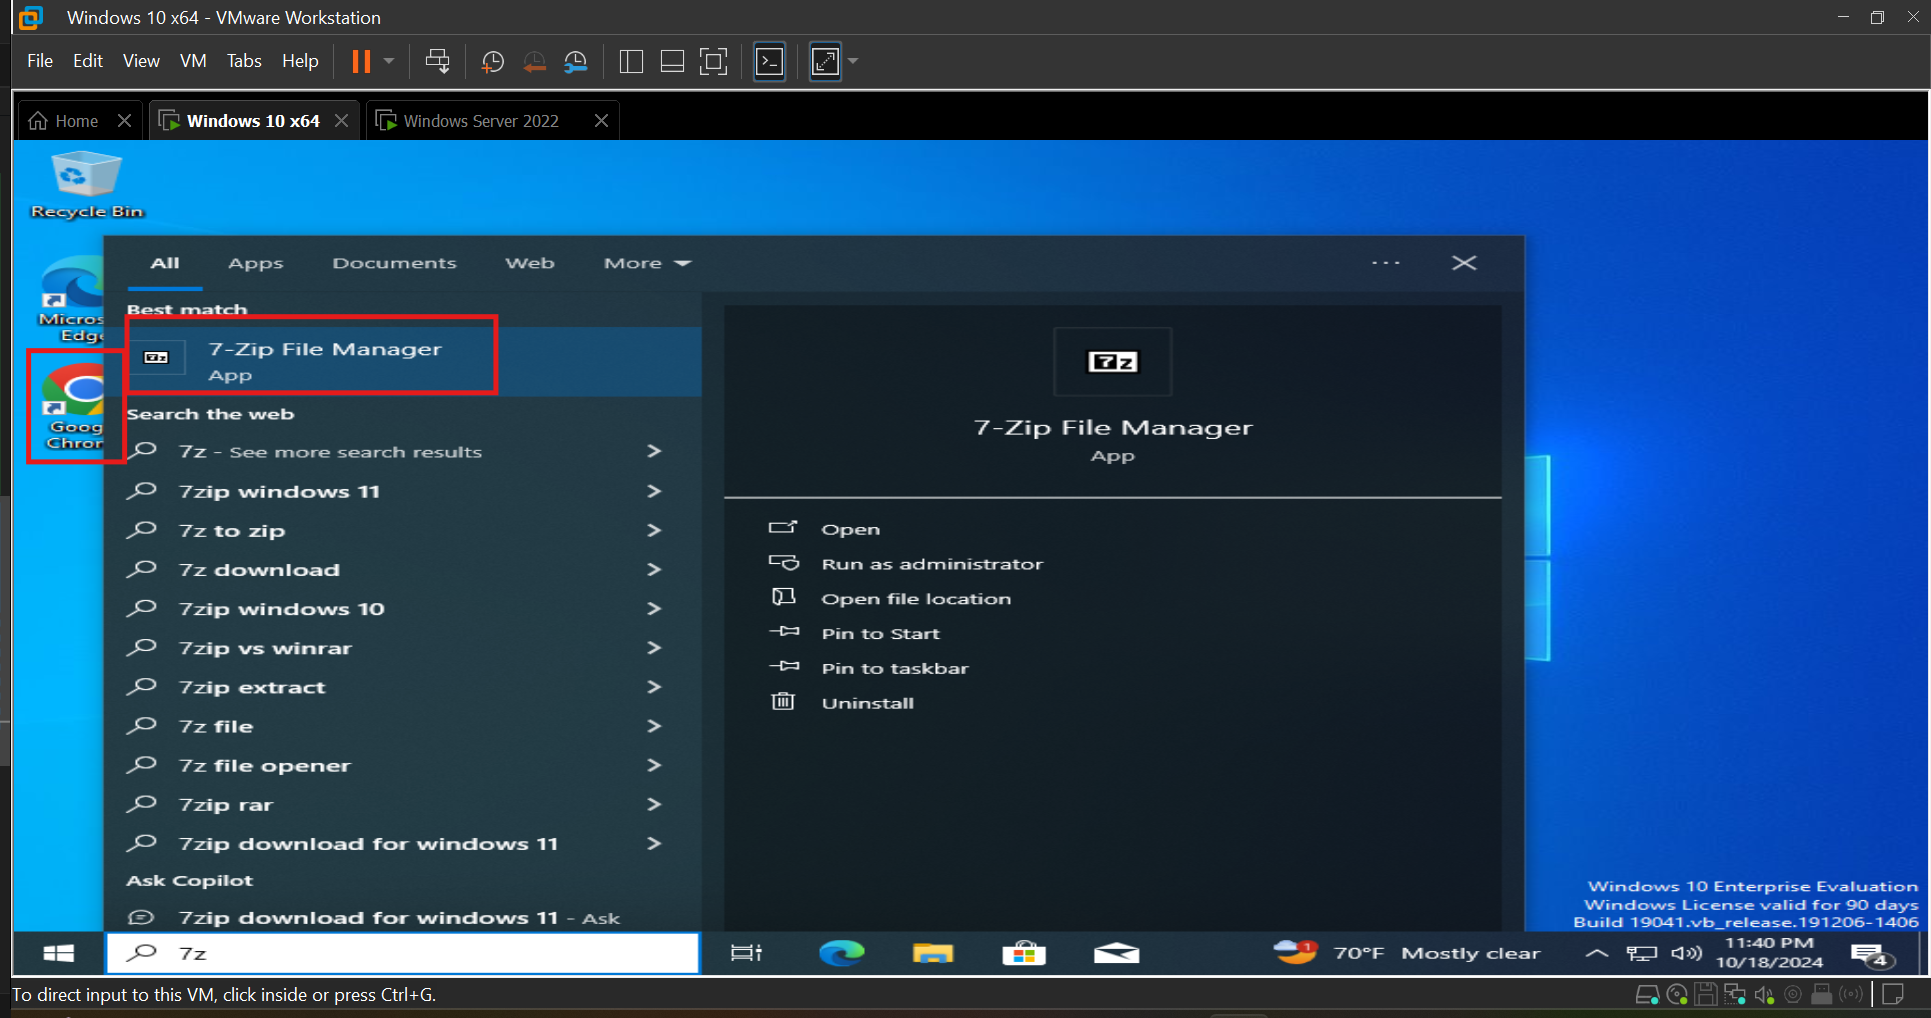 Windows 10 x64 - VMware Workstation
File Edit View VM Tabs Help
Home Windows 10 x64 Windows Server 2022
Recycle Bin
Micros
Edge
Goog
Chrom
All Apps Documents Web More
Best match
7z 7-Zip File Manager
App
Search the web
7z - See more search results
7zip windows 11
7z to zip
7z download
7zip windows 10
7zip vs winrar
7zip extract
7z file
7z file opener
7zip rar
7zip download for windows 11
Ask Copilot
7zip download for windows 11 - Ask
7z
7-Zip File Manager
App
Open
Run as administrator
Open file location
Pin to Start
Pin to taskbar
Uninstall
Windows 10 Enterprise Evaluation
Windows License valid for 90 days
Build 19041.vb_release.191206-1406
7z
1 70°F Mostly clear
11:40 PM
10/18/2024
4
To direct input to this VM, click inside or press Ctrl+G.